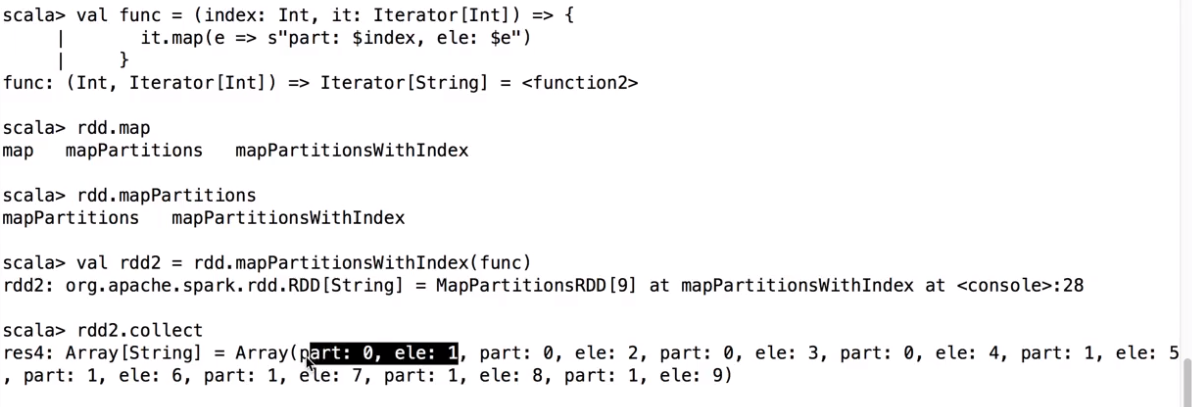 scala> val func = (index: Int, it: Iterator[Int]) => {
     |       it.map(e => s"part: $index, ele: $e")
     |     }
func: (Int, Iterator[Int]) => Iterator[String] = <function2>
scala> rdd.map
map   mapPartitions   mapPartitionsWithIndex
scala> rdd.mapPartitions
mapPartitions   mapPartitionsWithIndex
scala> val rdd2 = rdd.mapPartitionsWithIndex(func)
rdd2: org.apache.spark.rdd.RDD[String] = MapPartitionsRDD[9] at mapPartitionsWithIndex at <console>:28
scala> rdd2.collect
res4: Array[String] = Array(part: 0, ele: 1, part: 0, ele: 2, part: 0, ele: 3, part: 0, ele: 4, part: 1, ele: 5
, part: 1, ele: 6, part: 1, ele: 7, part: 1, ele: 8, part: 1, ele: 9)